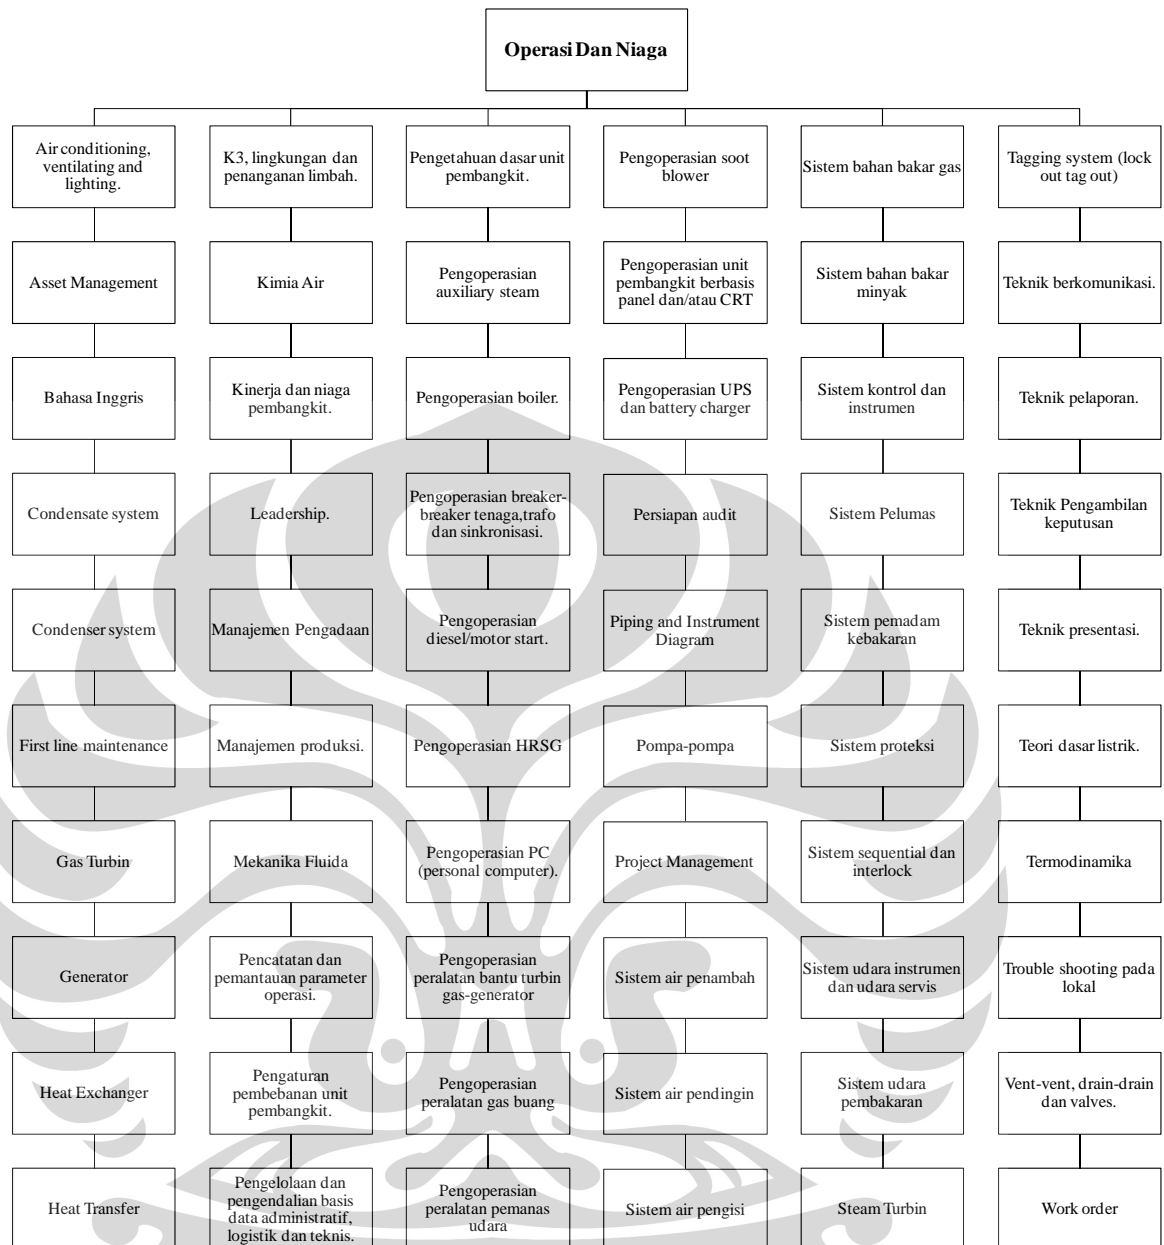 Operasi Dan Niaga
Air conditioning,
ventilating and
lighting.
Asset Management
Bahasa Inggris
Condensate system
Condenser system
First line maintenance
Gas Turbin
Generator
Heat Exchanger
Heat Transfer
K3, lingkungan dan
penanganan limbah.
Kimia Air
Kinerja dan niaga
pembangkit.
Leadership.
Manajemen Pengadaan
Manajemen produksi.
Mekanika Fluida
Pencatatan dan
pemantauan parameter
operasi.
Pengaturan
pembebanan unit
pembangkit.
Pengelolaan dan
pengendalian basis
data administratif,
logistik dan teknis.
Pengetahuan dasar unit
pembangkit.
Pengoperasian
auxiliary steam
Pengoperasian boiler.
Pengoperasian breaker-
breaker tenaga,trafo
dan sinkronisasi.
Pengoperasian
diesel/motor start.
Pengoperasian HRSG
Pengoperasian PC
(personal computer).
Pengoperasian
peralatan bantu turbin
gas-generator
Pengoperasian
peralatan gas buang
Pengoperasian
peralatan pemanas
udara
Pengoperasian soot
blower
Pengoperasian unit
pembangkit berbasis
panel dan/atau CRT
Pengoperasian UPS
dan battery charger
Persiapan audit
Piping and Instrument
Diagram
Pompa-pompa
Project Management
Sistem air penambah
Sistem air pendingin
Sistem air pengisi
Sistem bahan bakar gas
Sistem bahan bakar
minyak
Sistem kontrol dan
instrumen
Sistem Pelumas
Sistem pemadam
kebakaran
Sistem proteksi
Sistem sequential dan
interlock
Sistem udara instrumen
dan udara servis
Sistem udara
pembakaran
Steam Turbin
Tagging system (lock
out tag out)
Teknik berkomunikasi.
Teknik pelaporan.
Teknik Pengambilan
keputusan
Teknik presentasi.
Teori dasar listrik.
Termodinamika
Trouble shooting pada
lokal
Vent-vent, drain-drain
dan valves.
Work order